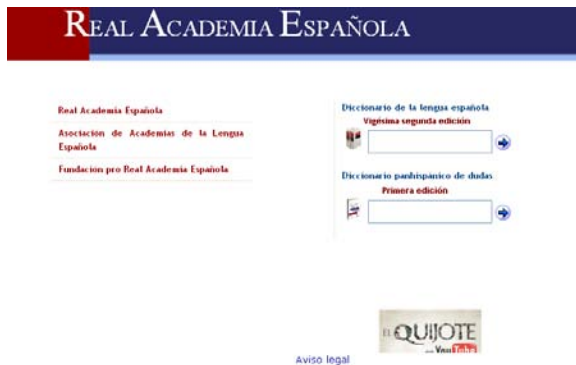 REAL ACADEMIA ESPAÑOLA
Real Academia Española
Asociación de Academias de la Lengua
Española
Fundación pro Real Academia Española
Diccionario de la lengua española
Vigésima segunda edición
Diccionario panhispánico de dudas
Primera edición
EL QUIJOTE
EN YouTube
Aviso legal